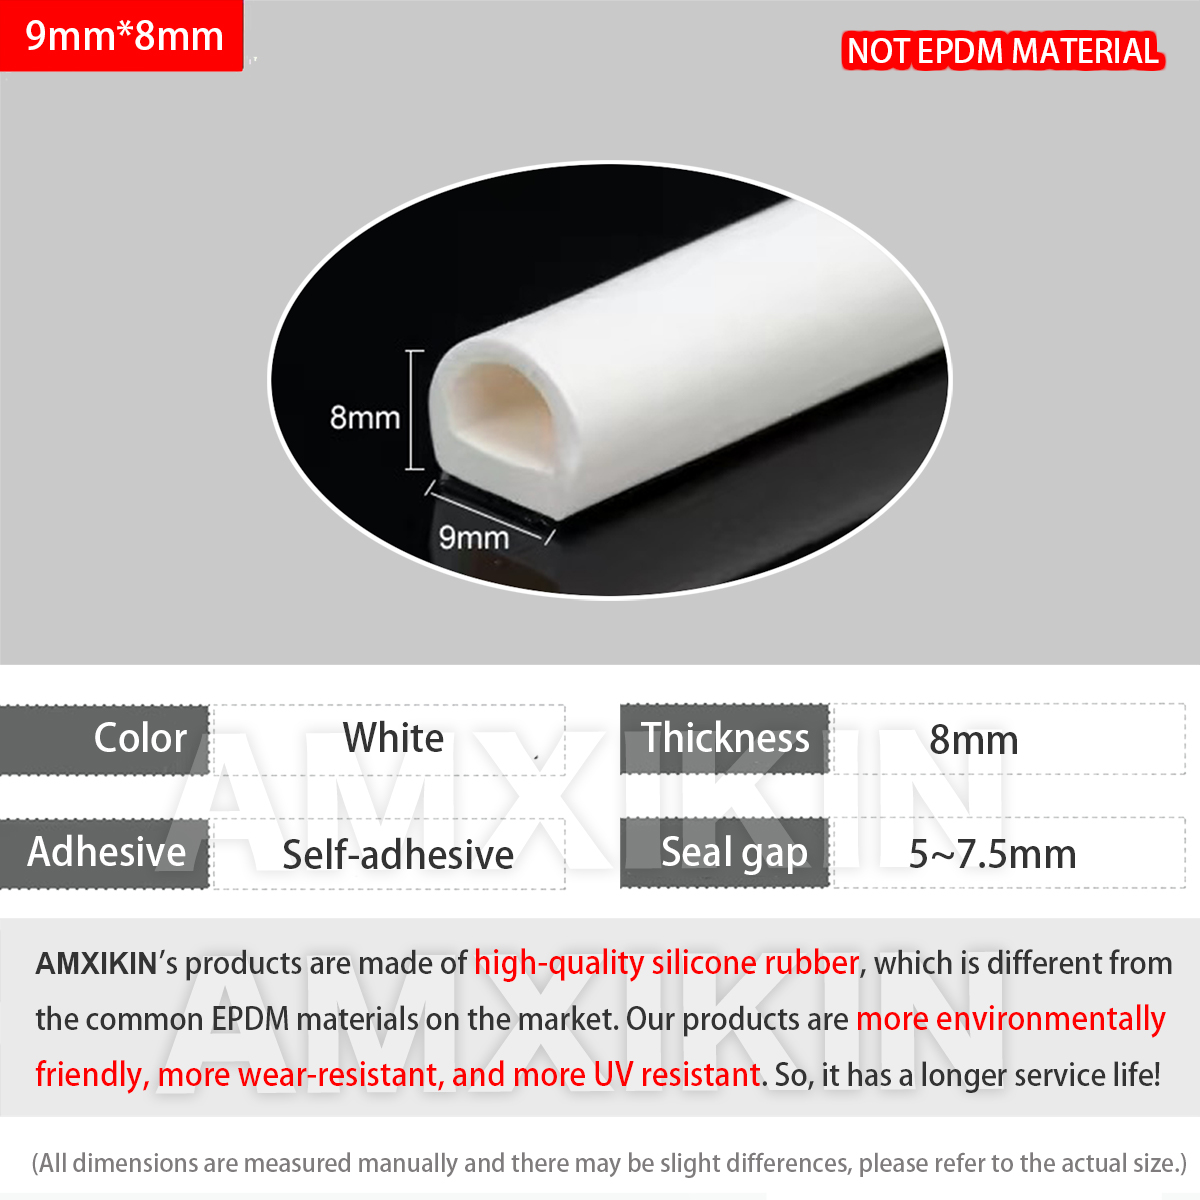 9mm*8mm
NOT EPDM MATERIAL
8mm
9mm
Color White
Thickness 8mm
Adhesive Self-adhesive
Seal gap 5~7.5mm
AMXIKIN
AMXIKIN's products are made of high-quality silicone rubber, which is different from
the common EPDM materials on the market. Our products are more environmentally
friendly, more wear-resistant, and more UV resistant. So, it has a longer service life!
AMXIKIN
(All dimensions are measured manually and there may be slight differences, please refer to the actual size.)